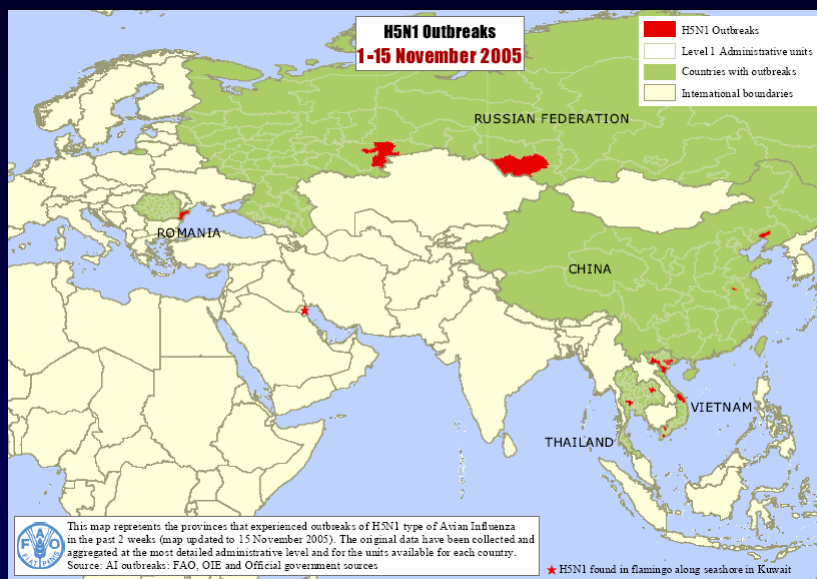 H5N1 Outbreaks
1-15 November 2005
H5N1 Outbreaks
Level 1 Administrative units
Countries with outbreaks
International boundaries
RUSSIAN FEDERATION
ROMANIA
CHINA
VIETNAM
THAILAND
FAO
FIAT PANIS
This map represents the provinces that experienced outbreaks of H5N1 type of Avian Influenza
in the past 2 weeks (map updated to 15 November 2005). The original data have been collected and
aggregated at the most detailed administrative level and for the units available for each country.
Source: AI outbreaks: FAO, OIE and Official government sources
H5N1 found in flamingo along seashore in Kuwait